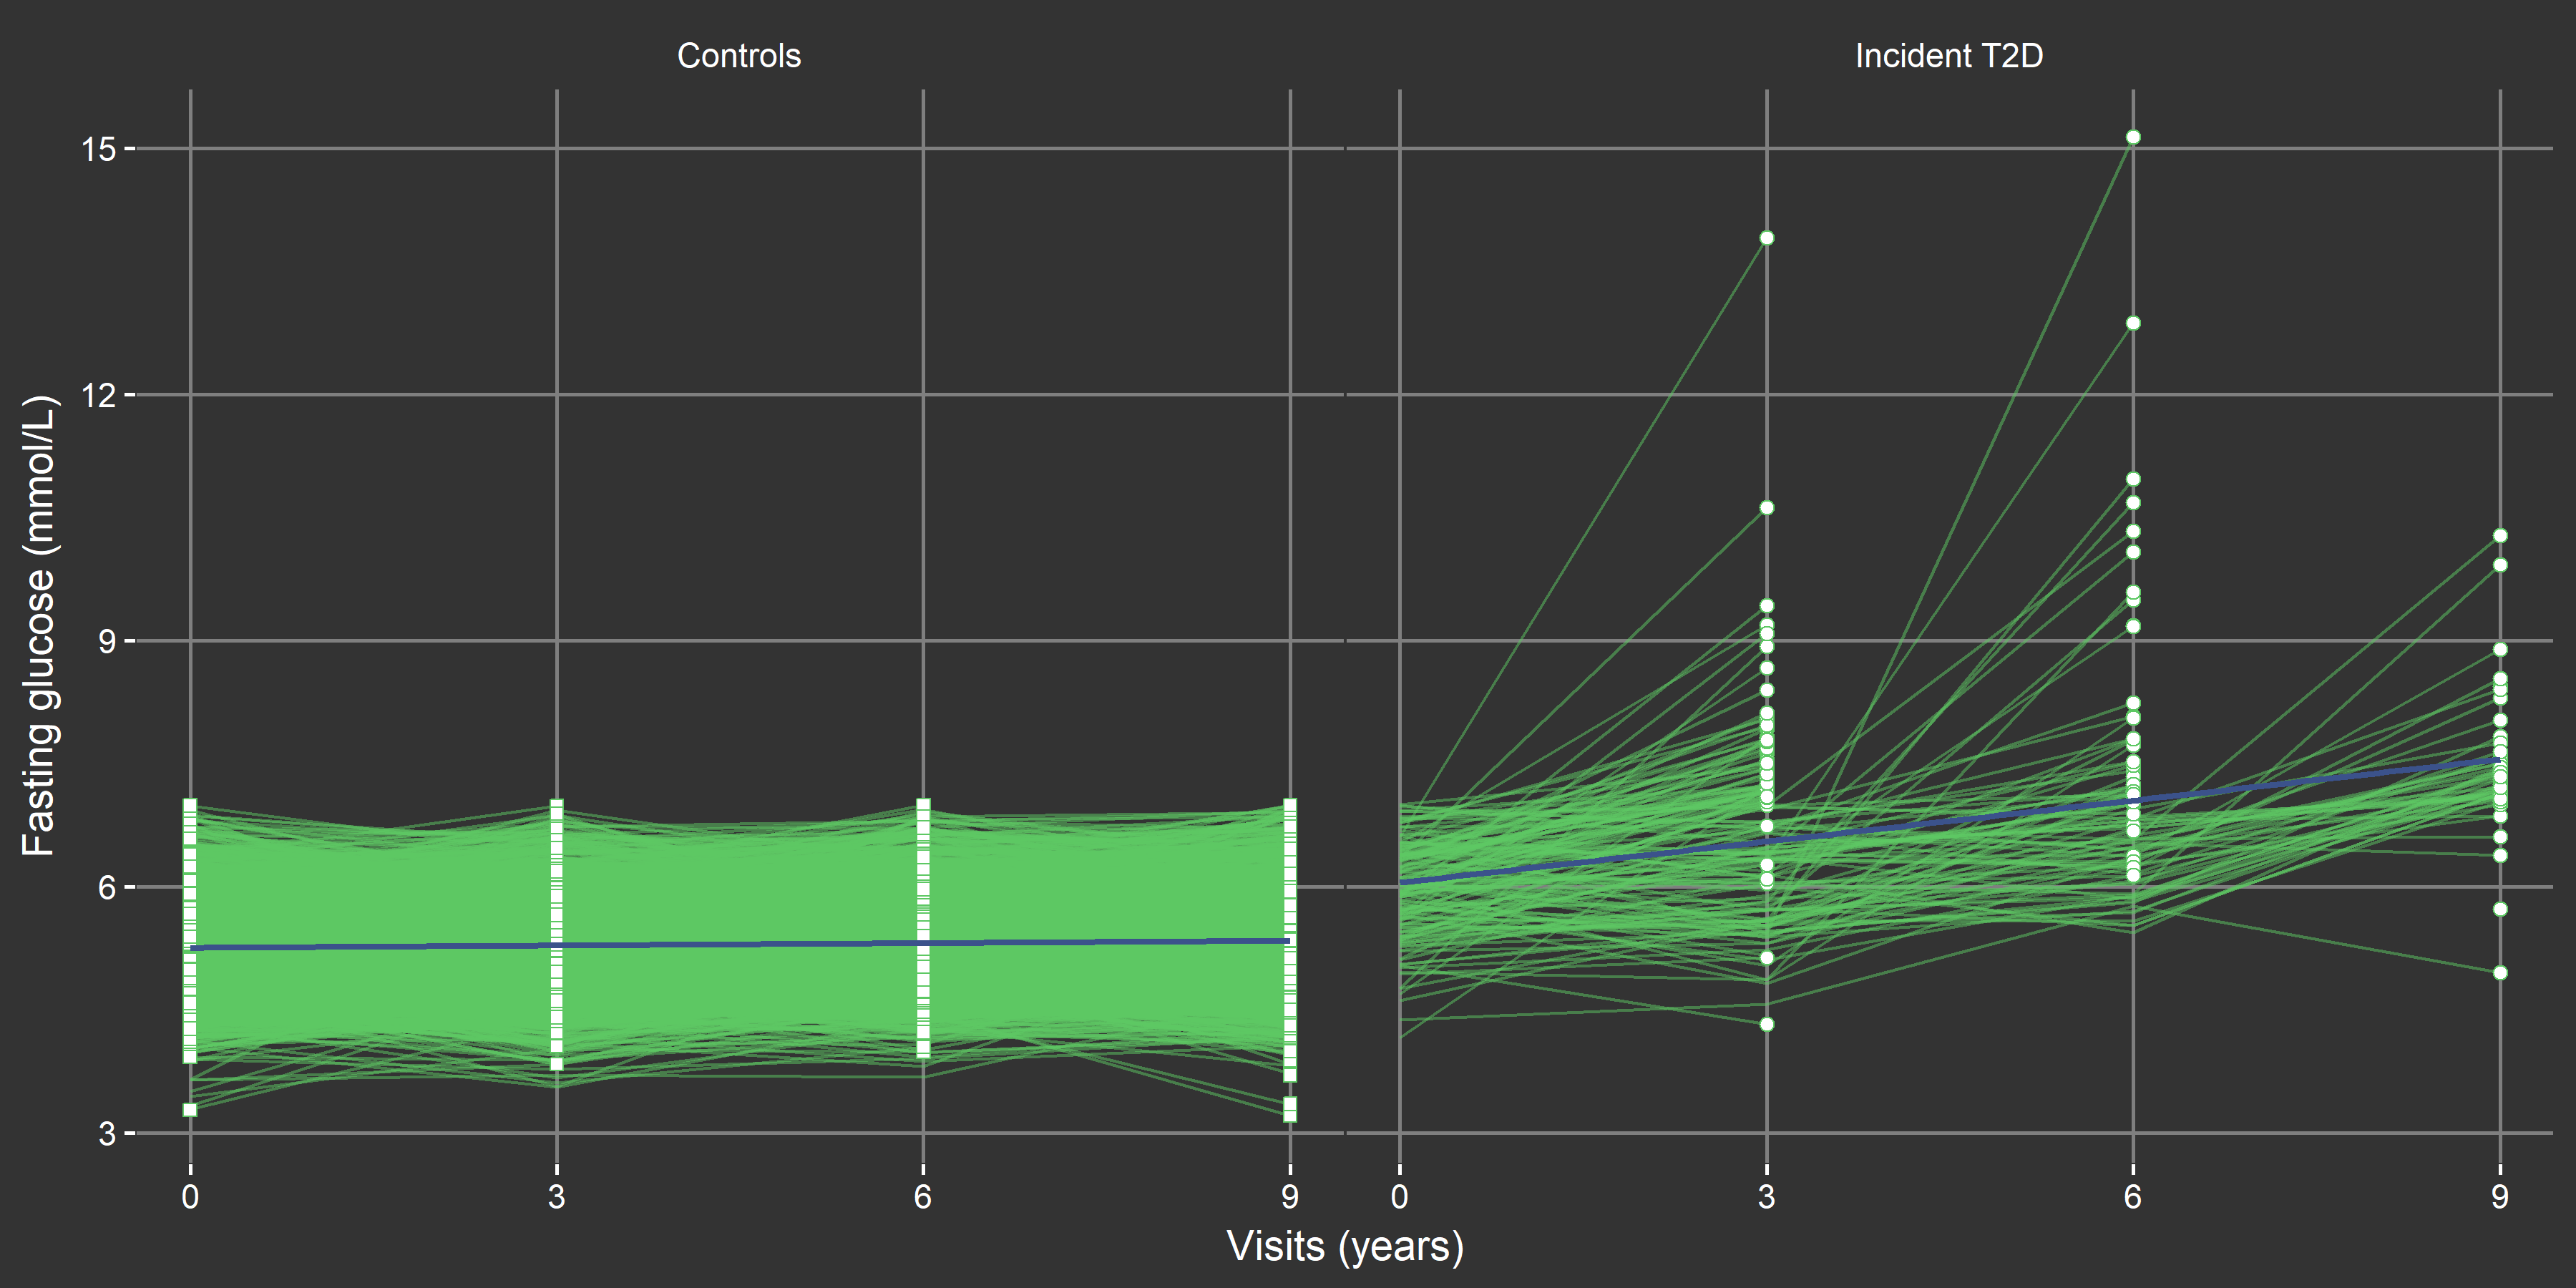 Controls
Incident T2D
Fasting glucose (mmol/L)
15
12
9
6
3
0 3 6 9 0 3 6 9
Visits (years)